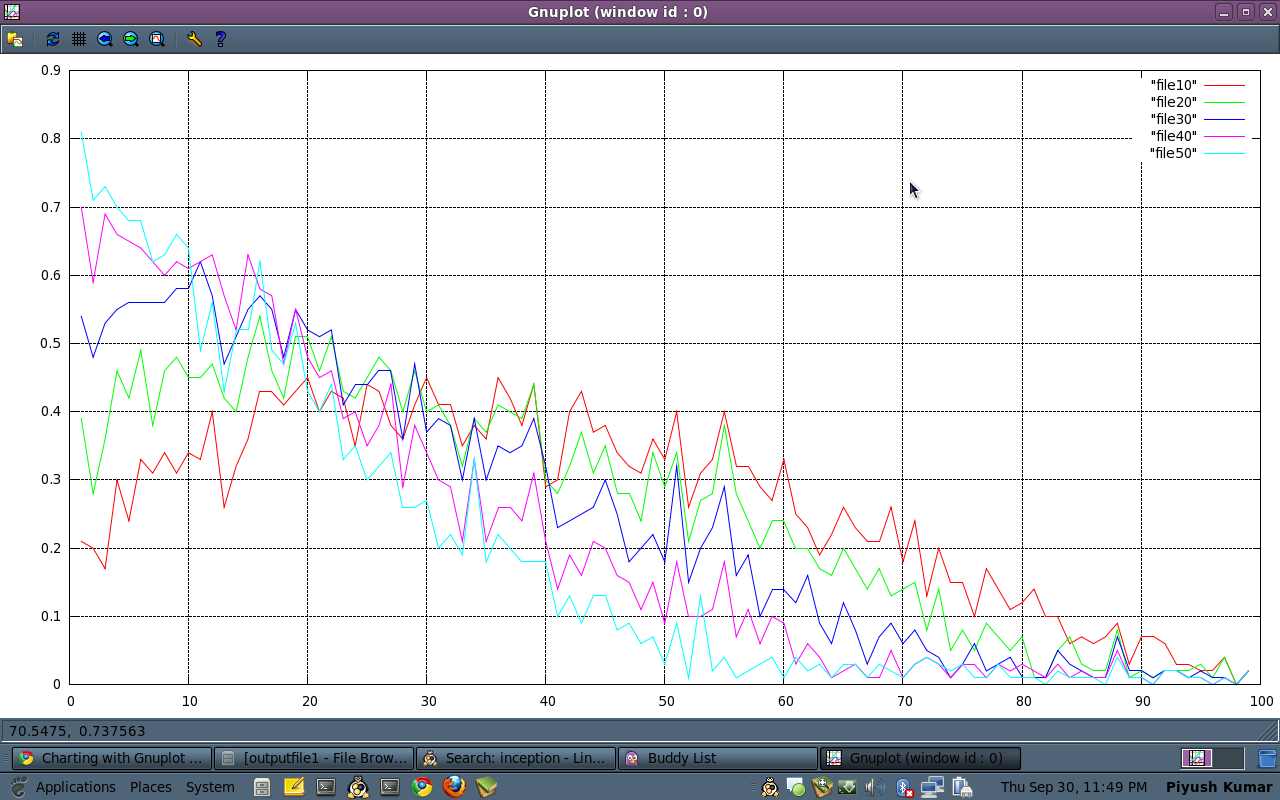 Gnuplot (window id : 0)
0.9
0.8
0.7
0.6
0.5
0.4
0.3
0.2
0.1
0
0 10 20 30 40 50 60 70 80 90 100
"file10"
"file20"
"file30"
"file40"
"file50"
70.5475, 0.737563
Charting with Gnuplot ... [outputfile1 - File Brow... Search: inception - Lin... Buddy List Gnuplot (window id : 0)
Applications Places System Thu Sep 30, 11:49 PM Piyush Kumar